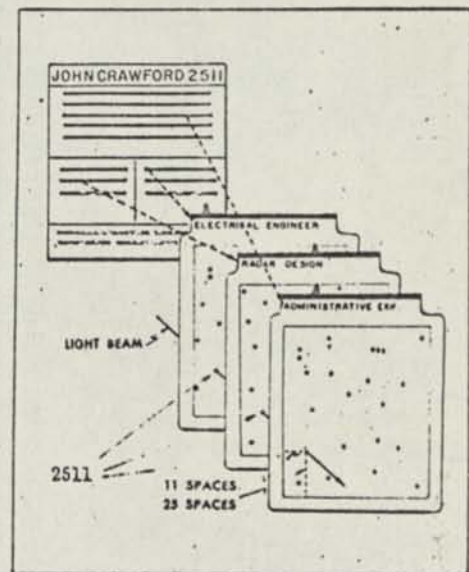 JOHN CRAWFORD 2511
ELECTRICAL ENGINEER
RADAR DESIGN
ADMINISTRATIVE EXP
LIGHT BEAM
2511
11 SPACES
25 SPACES